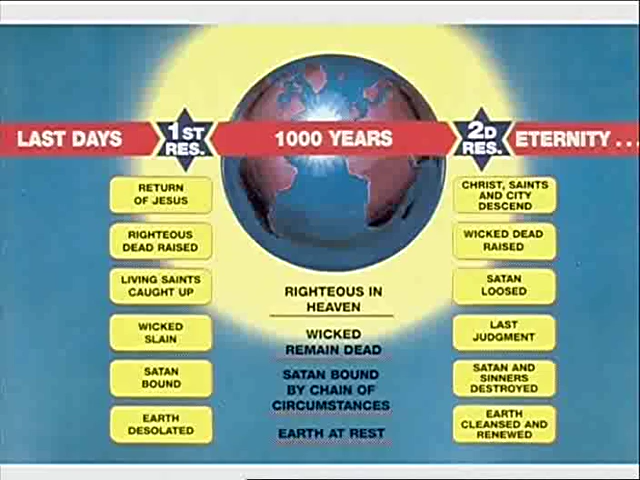 LAST DAYS
1ST
RES.
1000 YEARS
2D
RES.
ETERNITY . . .
RETURN
OF JESUS
RIGHTEOUS
DEAD RAISED
LIVING SAINTS
CAUGHT UP
WICKED
SLAIN
SATAN
BOUND
EARTH
DESOLATED
RIGHTEOUS IN
HEAVEN
WICKED
REMAIN DEAD
SATAN BOUND
BY CHAIN OF
CIRCUMSTANCES
EARTH AT REST
CHRIST, SAINTS
AND CITY
DESCEND
WICKED DEAD
RAISED
SATAN
LOOSED
LAST
JUDGMENT
SATAN AND
SINNERS
DESTROYED
EARTH
CLEANSED AND
RENEWED